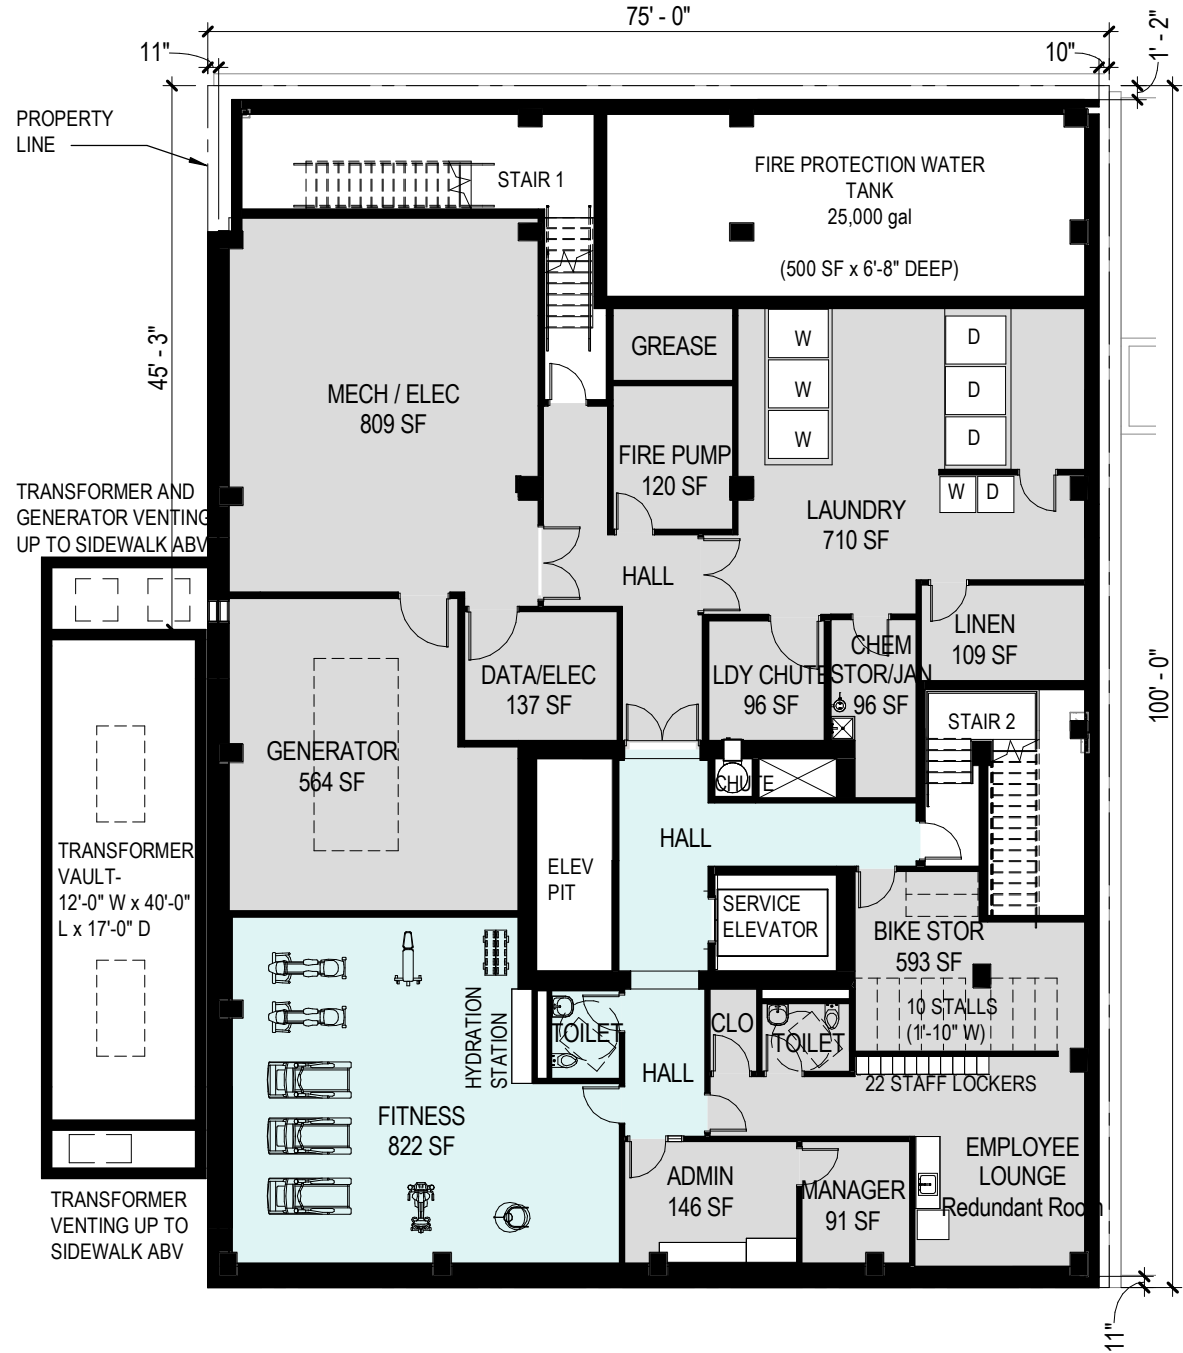 75' - 0"
11"
10"
1' - 2"
PROPERTY
LINE
STAIR 1
FIRE PROTECTION WATER
TANK
25,000 gal
(500 SF x 6'-8" DEEP)
45' - 3"
GREASE
W
D
MECH / ELEC
809 SF
W
D
FIRE PUMP
120 SF
W
D
TRANSFORMER AND
GENERATOR VENTING
UP TO SIDEWALK ABV
W
D
LAUNDRY
710 SF
HALL
LINEN
109 SF
DATA/ELEC
137 SF
LDY CHUTE
96 SF
CHEM
STOR/JAN
96 SF
100' - 0"
STAIR 2
GENERATOR
564 SF
CHUTE
HALL
TRANSFORMER
VAULT-
12'-0" W x 40'-0"
L x 17'-0" D
ELEV
PIT
SERVICE
ELEVATOR
BIKE STOR
593 SF
10 STALLS
(1'-10" W)
HYDRATION
STATION
TOILET
CLO
TOILET
HALL
22 STAFF LOCKERS
FITNESS
822 SF
EMPLOYEE
LOUNGE
Redundant Room
ADMIN
146 SF
MANAGER
91 SF
TRANSFORMER
VENTING UP TO
SIDEWALK ABV
11"